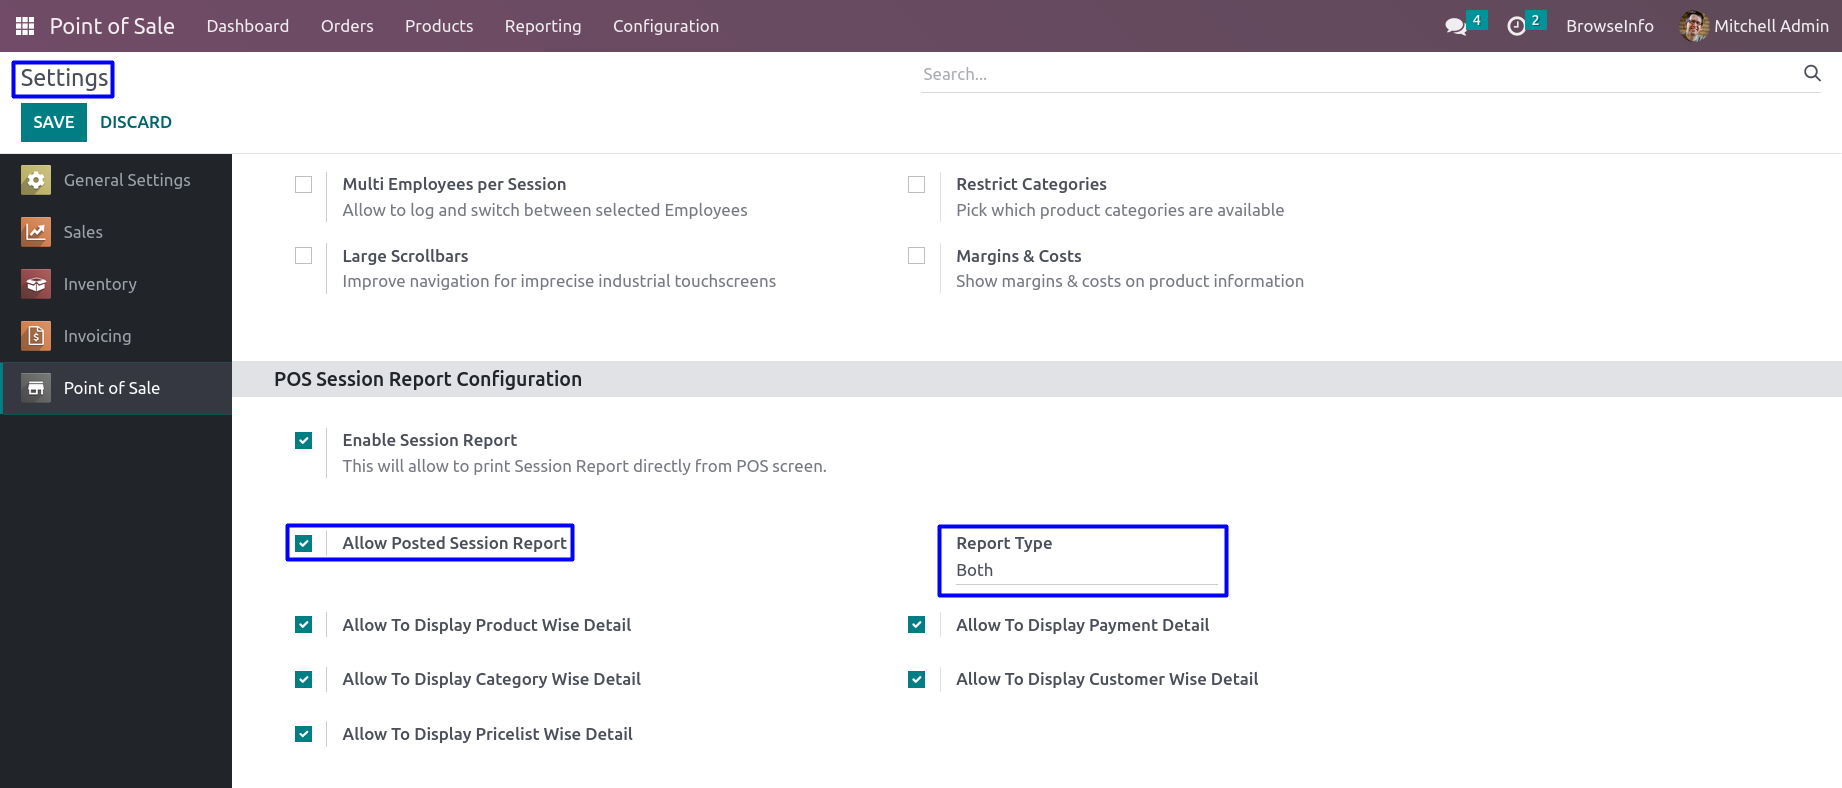 Point of Sale Dashboard Orders Products Reporting Configuration 4 2 BrowseInfo Mitchell Admin
Settings
Search...
SAVE DISCARD
General Settings
Sales
Inventory
Invoicing
Point of Sale
Multi Employees per Session
Allow to log and switch between selected Employees
Restrict Categories
Pick which product categories are available
Large Scrollbars
Improve navigation for imprecise industrial touchscreens
Margins & Costs
Show margins & costs on product information
POS Session Report Configuration
Enable Session Report
This will allow to print Session Report directly from POS screen.
Allow Posted Session Report
Report Type
Both
Allow To Display Product Wise Detail
Allow To Display Payment Detail
Allow To Display Category Wise Detail
Allow To Display Customer Wise Detail
Allow To Display Pricelist Wise Detail